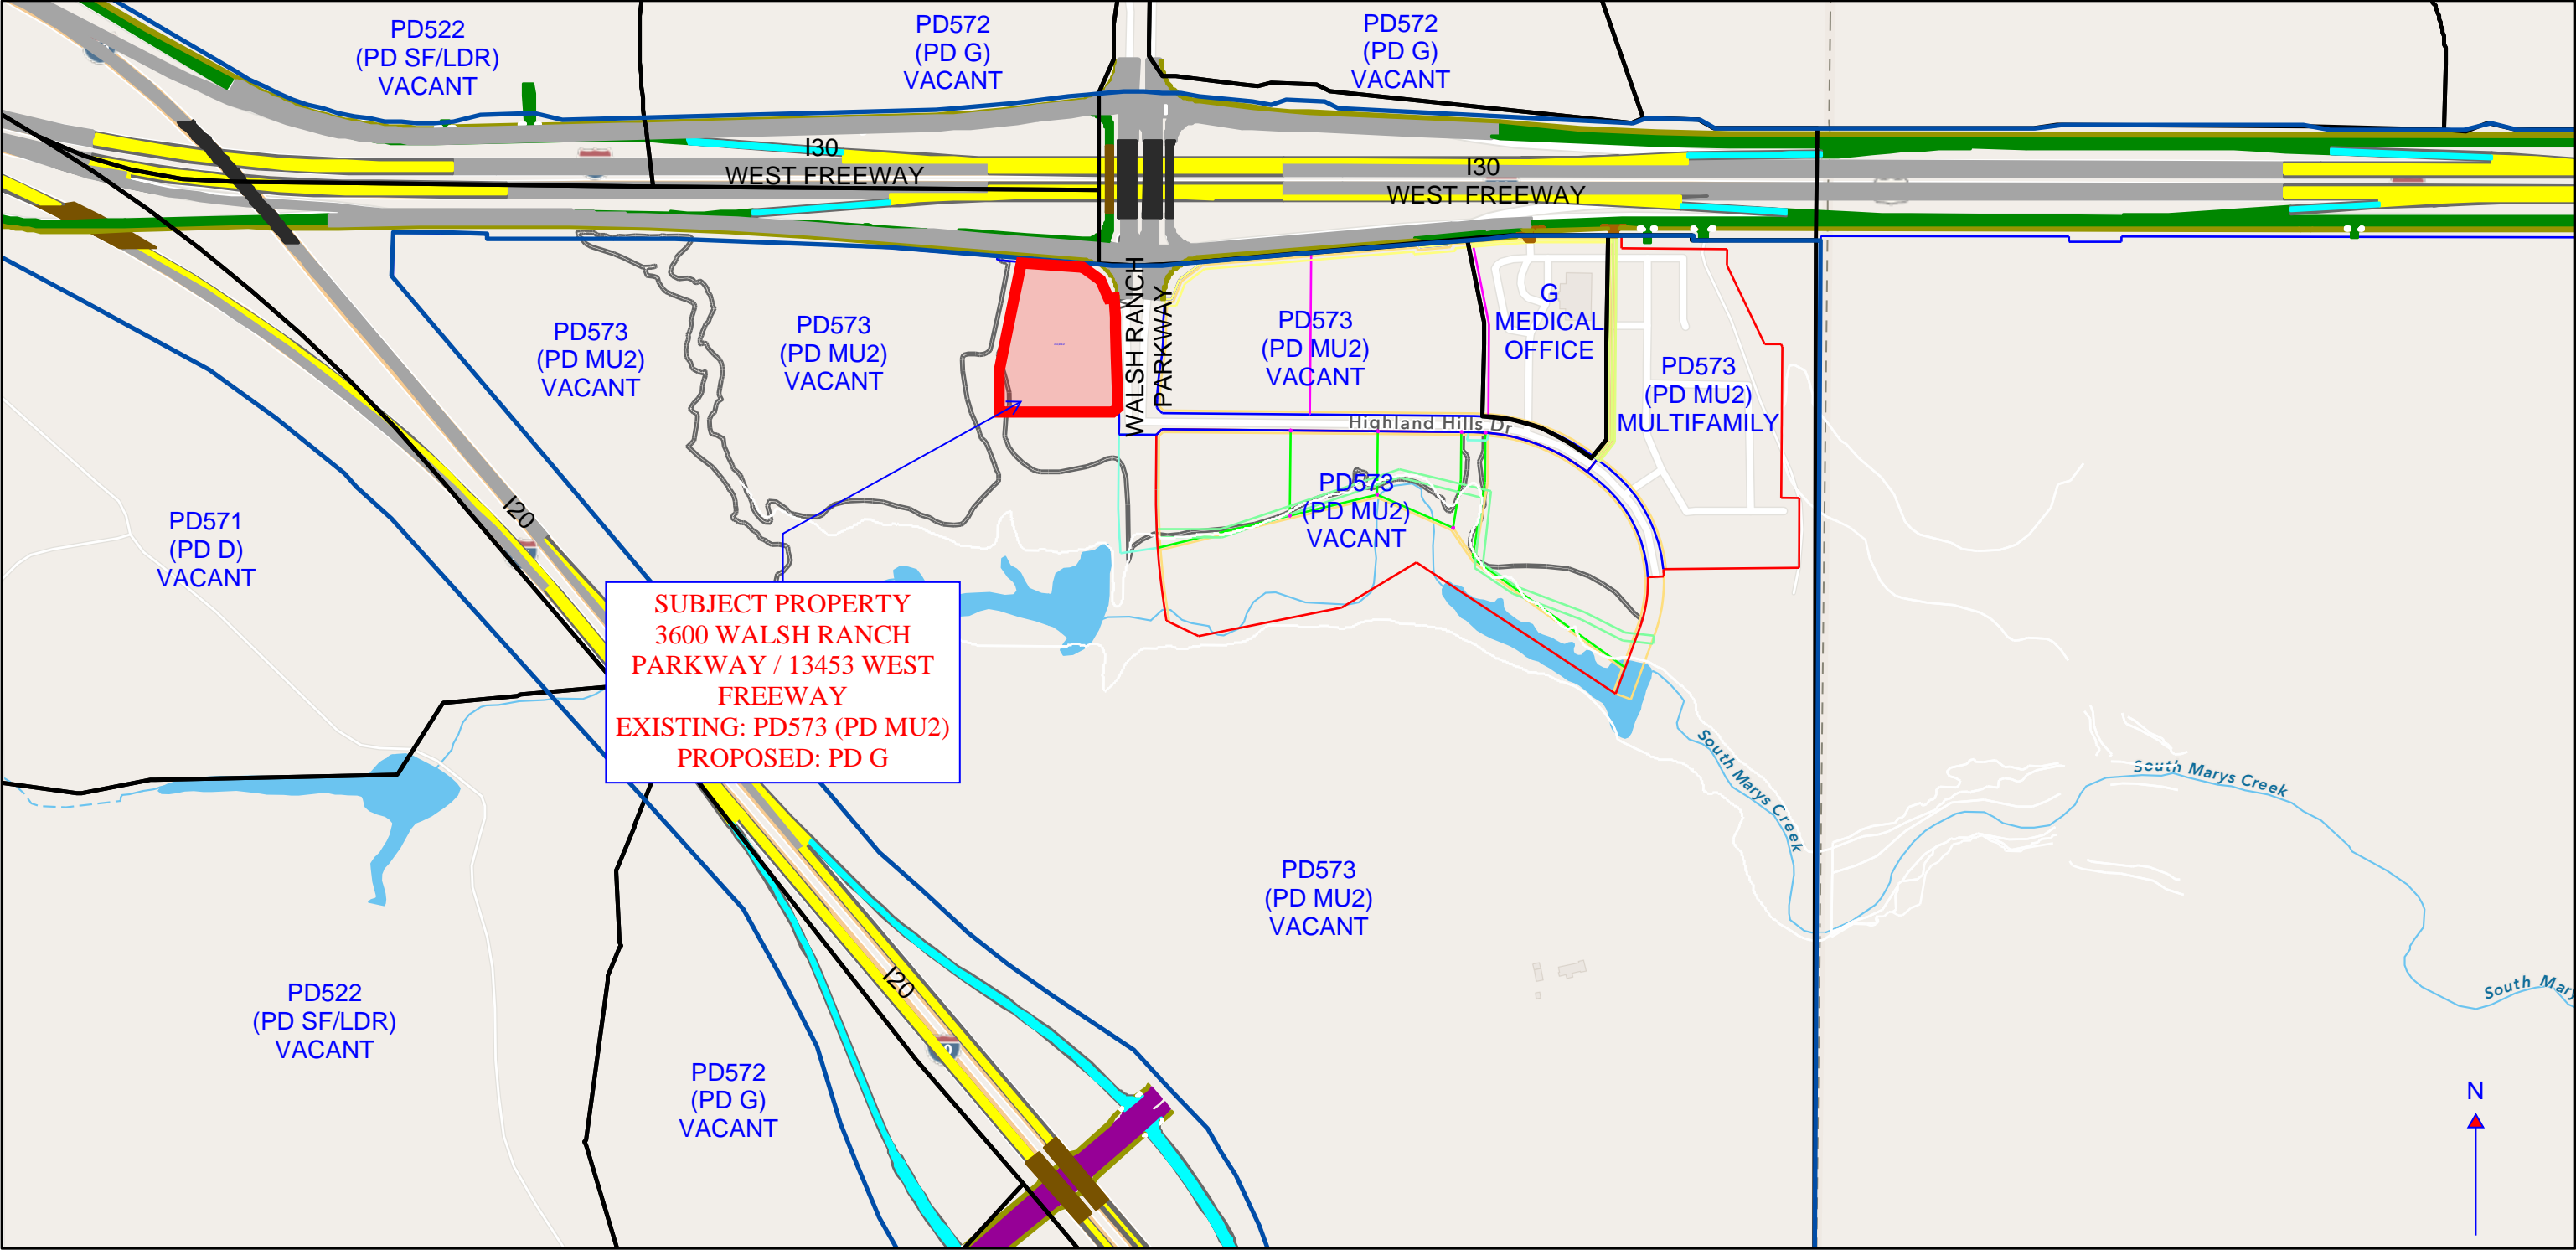 PD522
(PD SF/LDR)
VACANT
PD572
(PD G)
VACANT
PD572
(PD G)
VACANT
I30
WEST FREEWAY
I30
WEST FREEWAY
PD573
(PD MU2)
VACANT
PD573
(PD MU2)
VACANT
WALSH RANCH
PARKWAY
PD573
(PD MU2)
VACANT
G
MEDICAL
OFFICE
PD573
(PD MU2)
MULTIFAMILY
Highland Hills Dr
PD573
(PD MU2)
VACANT
I20
PD571
(PD D)
VACANT
SUBJECT PROPERTY
3600 WALSH RANCH
PARKWAY / 13453 WEST
FREEWAY
EXISTING: PD573 (PD MU2)
PROPOSED: PD G
South Marys Creek
South Marys Creek
South Mary
PD573
(PD MU2)
VACANT
I20
PD522
(PD SF/LDR)
VACANT
PD572
(PD G)
VACANT
N